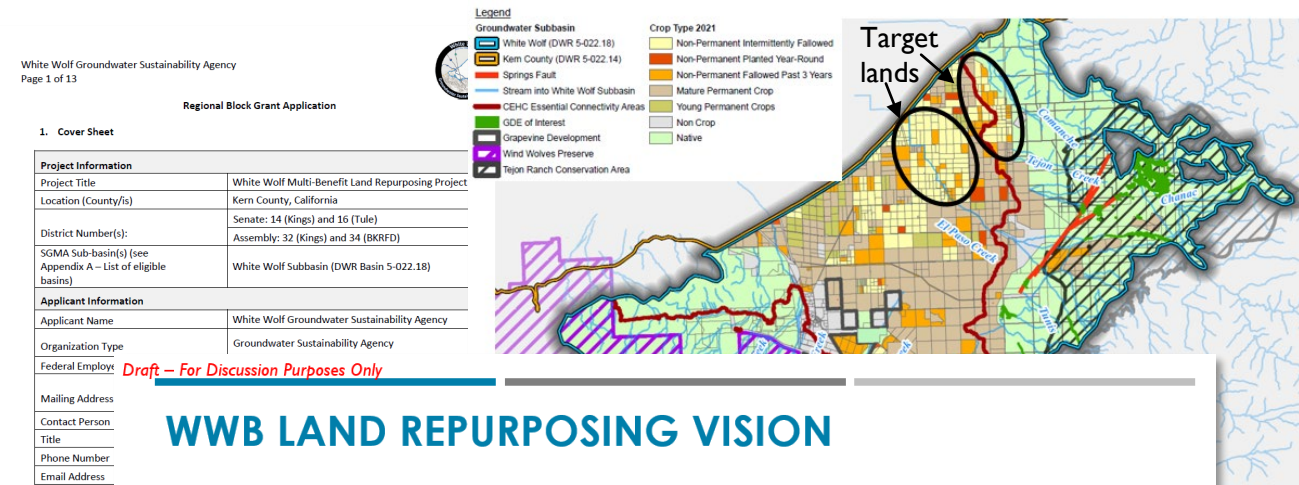 White Wolf Groundwater Sustainability Agency
Page 1 of 13
Regional Block Grant Application
1. Cover Sheet
Project Information
Project Title White Wolf Multi-Benefit Land Repurposing Project
Location (County/is) Kern County, California
District Number(s): Senate: 14 (Kings) and 16 (Tule)
Assembly: 32 (Kings) and 34 (BKRFD)
SGMA Sub-basin(s) (see
Appendix A – List of eligible
basins) White Wolf Subbasin (DWR Basin 5-022.18)
Applicant Information
Applicant Name White Wolf Groundwater Sustainability Agency
Organization Type Groundwater Sustainability Agency
Federal Employe
Mailing Address
Contact Person
Title
Phone Number
Email Address
Legend
Groundwater Subbasin
White Wolf (DWR 5-022.18)
Kern County (DWR 5-022.14)
Springs Fault
Stream into White Wolf Subbasin
CEHC Essential Connectivity Areas
GDE of Interest
Grapevine Development
Wind Wolves Preserve
Tejon Ranch Conservation Area
Crop Type 2021
Non-Permanent Intermittently Fallowed
Non-Permanent Planted Year-Round
Non-Permanent Fallowed Past 3 Years
Mature Permanent Crop
Young Permanent Crops
Non Crop
Native
Target
lands
Comanche
Tejon
Creek
Chanac
El Paso Creek
Tunis
Creek
Creek
Draft – For Discussion Purposes Only
WWB LAND REPURPOSING VISION